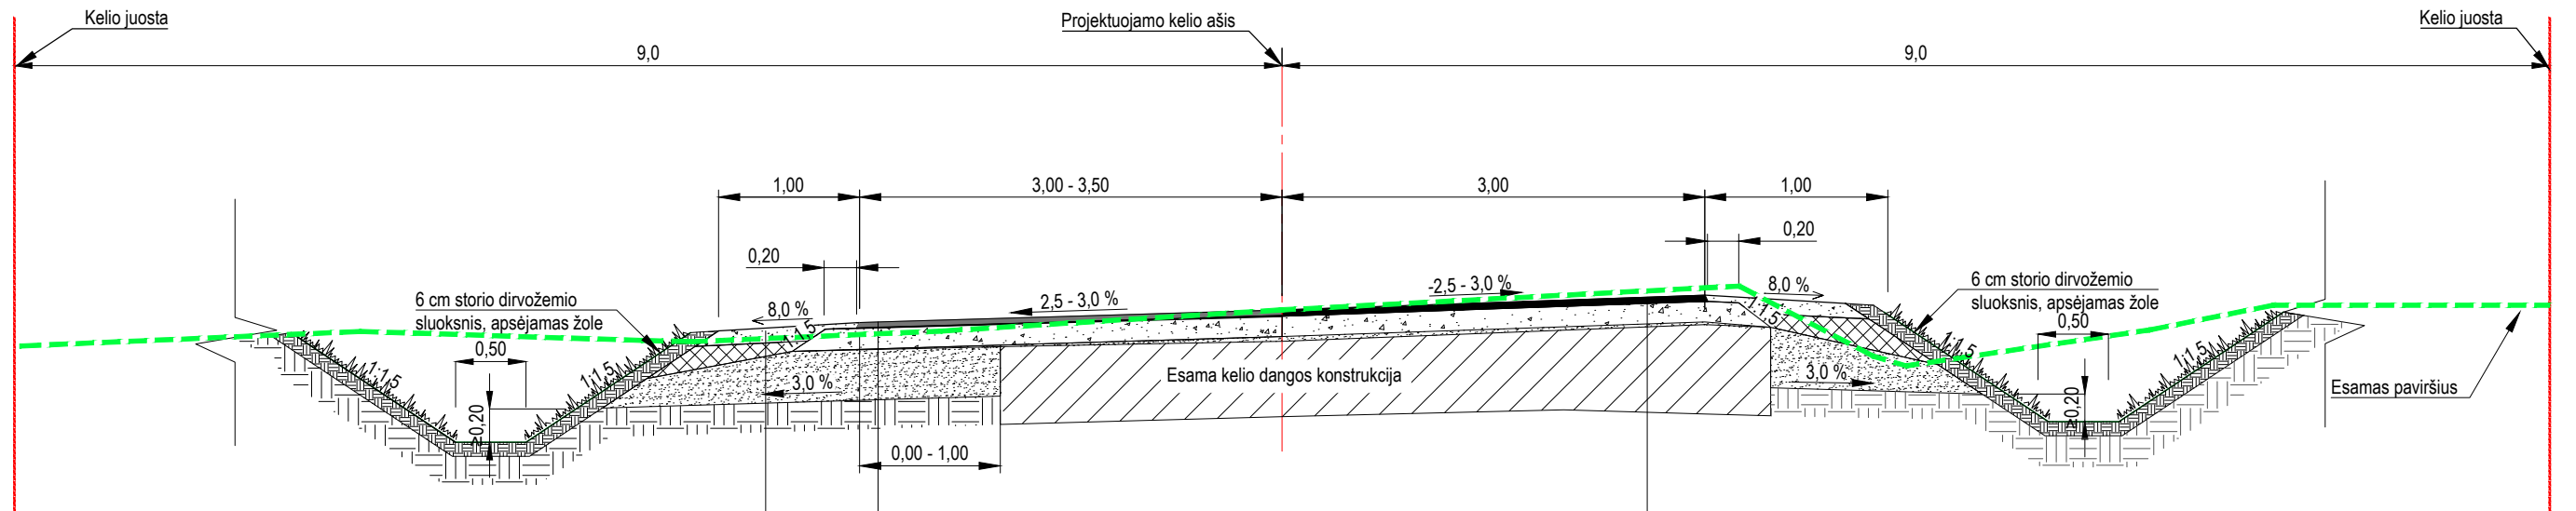 Kelio juosta
Projektuojamo kelio ašis
Kelio juosta
9,0
9,0
1,00
3,00 - 3,50
3,00
1,00
0,20
0,20
6 cm storio dirvožemio
sluoksnis, apsėjamas žole
8,0 %
2,5 - 3,0 %
-2,5 - 3,0 %
8,0 %
6 cm storio dirvožemio
sluoksnis, apsėjamas žole
1:1,5
0,50
1:1,5
1:1,5
1:1,5
1:1,5
0,50
1:1,5
3,0 %
Esama kelio dangos konstrukcija
3,0 %
Esamas paviršius
≥0,20
≥0,20
0,00 - 1,00